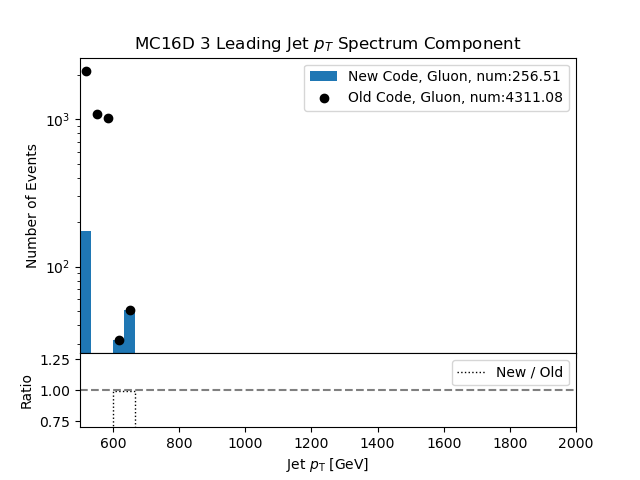 MC16D 3 Leading Jet pT Spectrum Component
New Code, Gluon, num:256.51
Old Code, Gluon, num:4311.08
Number of Events
10³
10²
New / Old
Ratio
1.25
1.00
0.75
600 800 1000 1200 1400 1600 1800 2000
Jet pT [GeV]